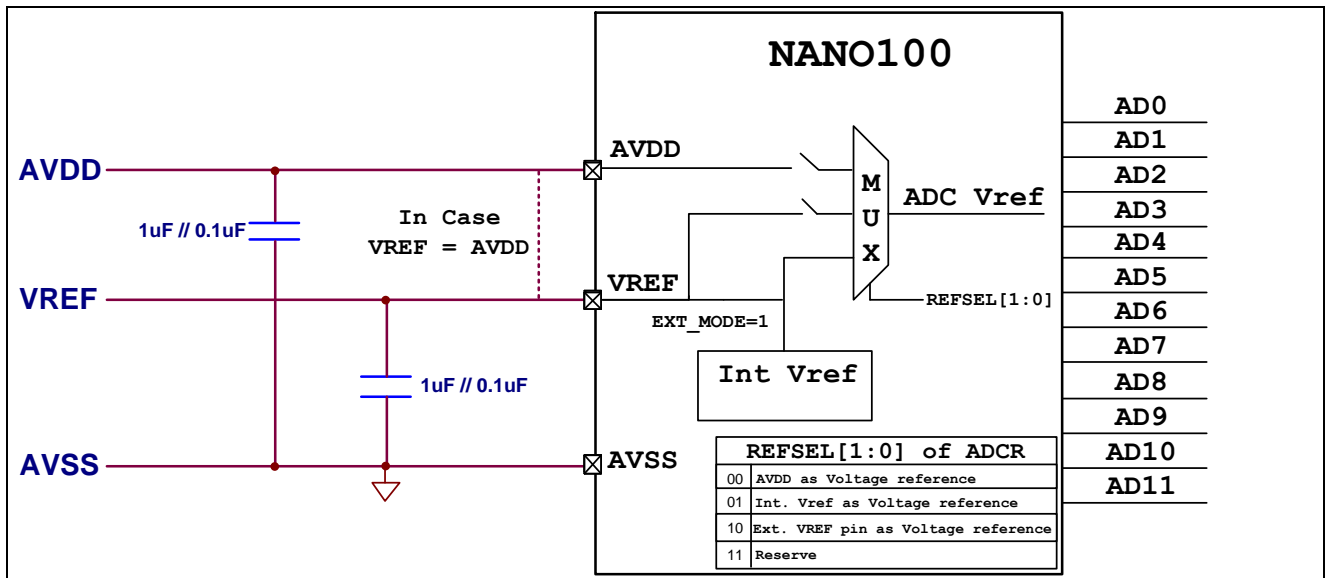 NANO100
AD0
AD1
AD2
AD3
AD4
AD5
AD6
AD7
AD8
AD9
AD10
AD11
AVDD
AVDD
M
U
X
ADC Vref
1uF // 0.1uF
In Case
VREF = AVDD
VREF
VREF
EXT_MODE=1
REFSEL[1:0]
Int Vref
1uF // 0.1uF
AVSS
AVSS
REFSEL[1:0] of ADCR
00 AVDD as Voltage reference
01 Int. Vref as Voltage reference
10 Ext. VREF pin as Voltage reference
11 Reserve